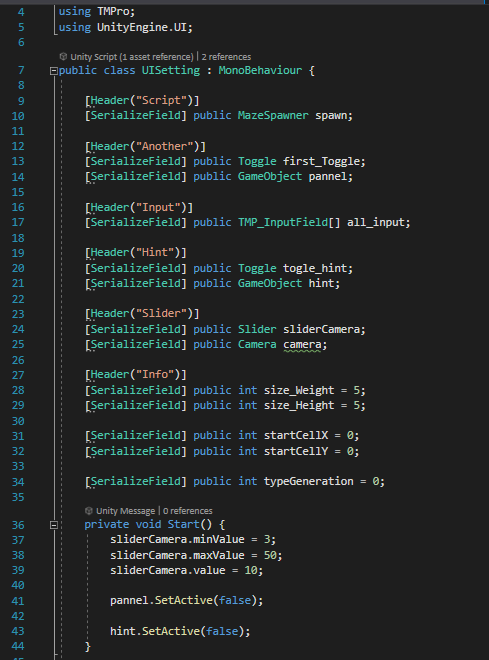 4 using TMPro;
5 using UnityEngine.UI;
6
Unity Script (1 asset reference) | 2 references
7 public class UISetting : MonoBehaviour {
8
9 [Header("Script")]
10 [SerializeField] public MazeSpawner spawn;
11
12 [Header("Another")]
13 [SerializeField] public Toggle first_Toggle;
14 [SerializeField] public GameObject pannel;
15
16 [Header("Input")]
17 [SerializeField] public TMP_InputField[] all_input;
18
19 [Header("Hint")]
20 [SerializeField] public Toggle togle_hint;
21 [SerializeField] public GameObject hint;
22
23 [Header("Slider")]
24 [SerializeField] public Slider sliderCamera;
25 [SerializeField] public Camera camera;
26
27 [Header("Info")]
28 [SerializeField] public int size_Weight = 5;
29 [SerializeField] public int size_Height = 5;
30
31 [SerializeField] public int startCellX = 0;
32 [SerializeField] public int startCellY = 0;
33
34 [SerializeField] public int typeGeneration = 0;
35
Unity Message | 0 references
36 private void Start() {
37 sliderCamera.minValue = 3;
38 sliderCamera.maxValue = 50;
39 sliderCamera.value = 10;
40
41 pannel.SetActive(false);
42
43 hint.SetActive(false);
44 }